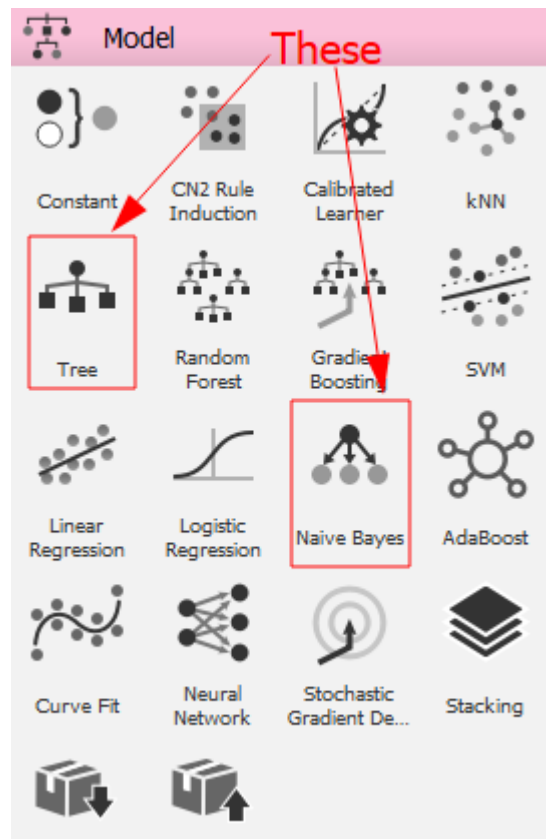 Model
These
Constant
CN2 Rule
Induction
Calibrated
Learner
kNN
Tree
Random
Forest
Gradient
Boosting
SVM
Linear
Regression
Logistic
Regression
Naive Bayes
AdaBoost
Curve Fit
Neural
Network
Stochastic
Gradient De...
Stacking